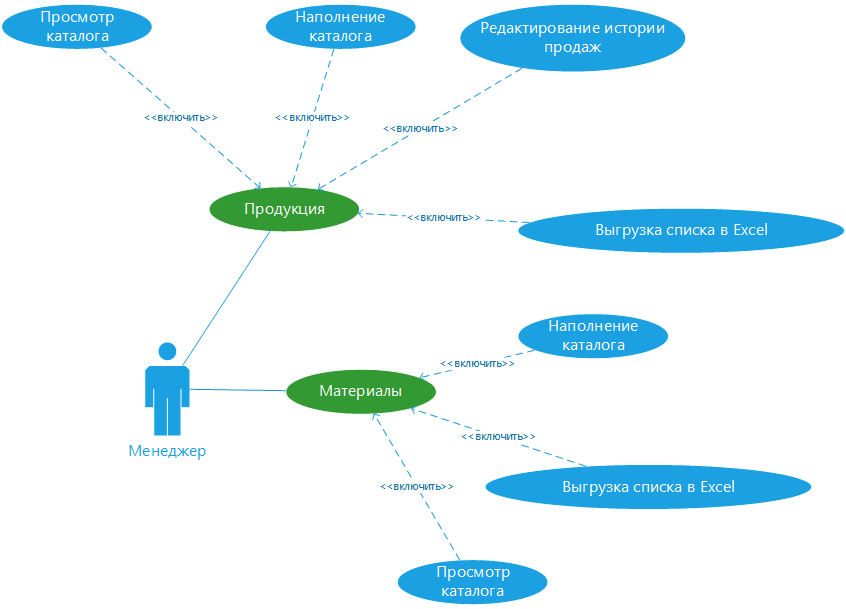 Просмотр
каталога
Наполнение
каталога
Редактирование истории
продаж
<<включить>>
<<включить>>
<<включить>>
Продукция
<<включить>>
Выгрузка списка в Excel
Наполнение
каталога
<<включить>>
Материалы
Менеджер
<<включить>>
<<включить>>
Выгрузка списка в Excel
Просмотр
каталога